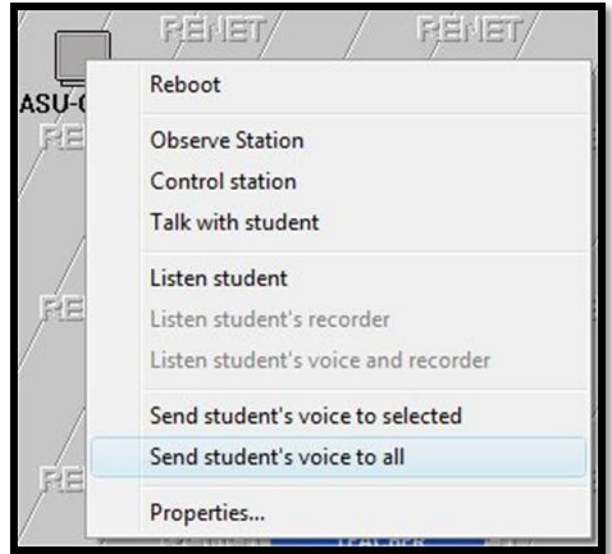 RENET RENET
ASU-
Reboot
Observe Station
Control station
Talk with student
Listen student
Listen student's recorder
Listen student's voice and recorder
Send student's voice to selected
Send student's voice to all
Properties...